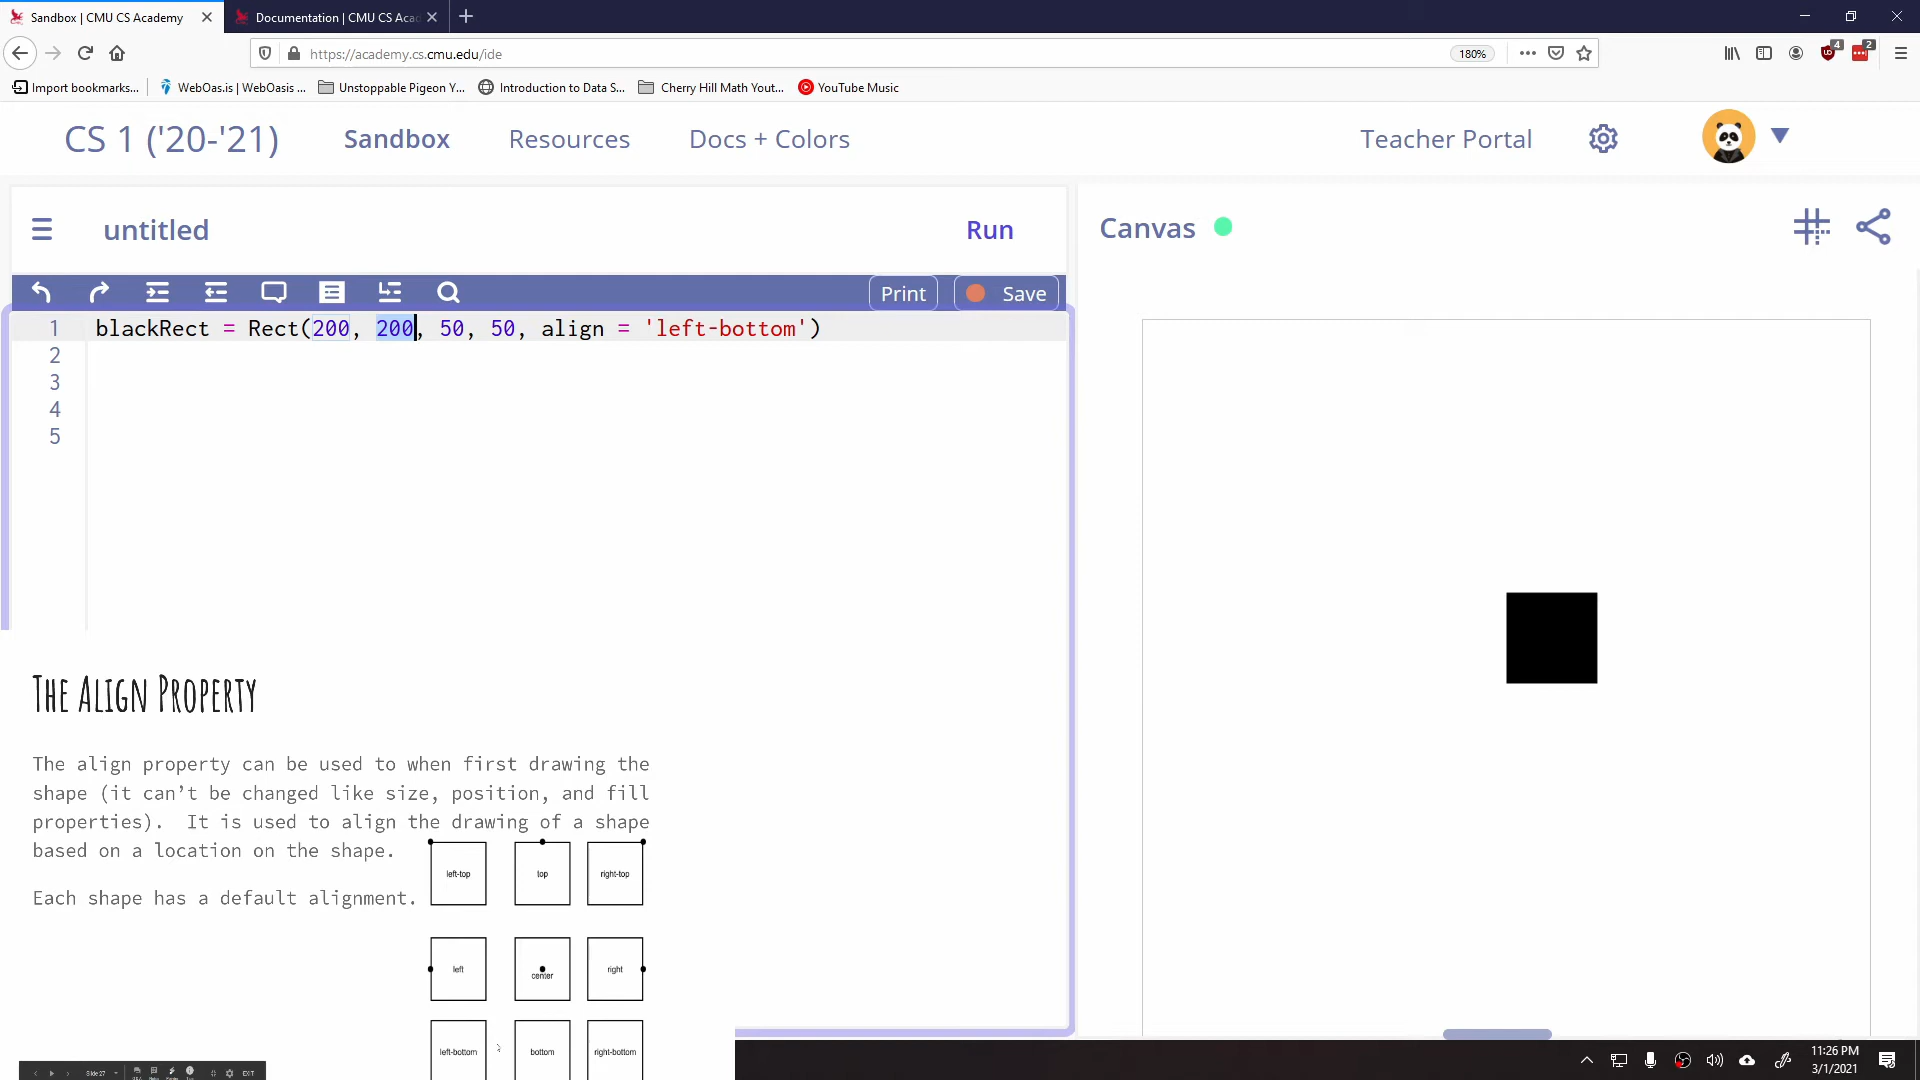 Sandbox | CMU CS Academy
Documentation | CMU CS Aca
https://academy.cs.cmu.edu/ide
180%
4
2
Import bookmarks...
WebOas.is | WebOasis ...
Unstoppable Pigeon Y...
Introduction to Data S...
Cherry Hill Math Yout...
YouTube Music
CS 1 ('20-'21)
Sandbox
Resources
Docs + Colors
Teacher Portal
untitled
Run
Canvas
Print
Save
1 blackRect = Rect(200, 200, 50, 50, align = 'left-bottom')
2
3
4
5
The Align Property
The align property can be used to when first drawing the
shape (it can’t be changed like size, position, and fill
properties). It is used to align the drawing of a shape
based on a location on the shape.
Each shape has a default alignment.
left-top top right-top
left center right
left-bottom bottom right-bottom
Slide 27
EXIT
11:26 PM
3/1/2021